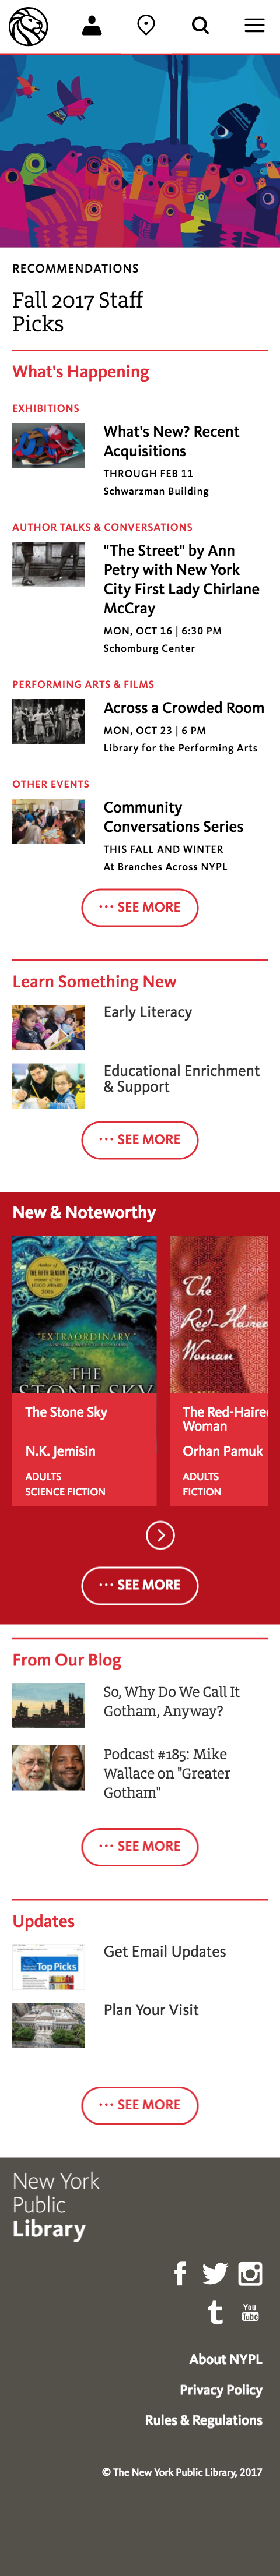 RECOMMENDATIONS
Fall 2017 Staff
Picks
What's Happening
EXHIBITIONS
What's New? Recent
Acquisitions
THROUGH FEB 11
Schwarzman Building
AUTHOR TALKS & CONVERSATIONS
"The Street" by Ann
Petry with New York
City First Lady Chirlane
McCray
MON, OCT 16 | 6:30 PM
Schomburg Center
PERFORMING ARTS & FILMS
Across a Crowded Room
MON, OCT 23 | 6 PM
Library for the Performing Arts
OTHER EVENTS
Community
Conversations Series
THIS FALL AND WINTER
At Branches Across NYPL
··· SEE MORE
Learn Something New
Early Literacy
Educational Enrichment
& Support
··· SEE MORE
New & Noteworthy
Author of
THE FIFTH SEASON
winner of the
HUGO AWARD
2016
"EXTRAORDINARY"
THE
STONE SKY
The Stone Sky
N.K. Jemisin
ADULTS
SCIENCE FICTION
The
Red-Haire
Woman
The Red-Haire
Woman
Orhan Pamuk
ADULTS
FICTION
··· SEE MORE
From Our Blog
So, Why Do We Call It
Gotham, Anyway?
Podcast #185: Mike
Wallace on "Greater
Gotham"
··· SEE MORE
Updates
Top Picks
Get Email Updates
Plan Your Visit
··· SEE MORE
New York
Public
Library
You
Tube
About NYPL
Privacy Policy
Rules & Regulations
© The New York Public Library, 2017